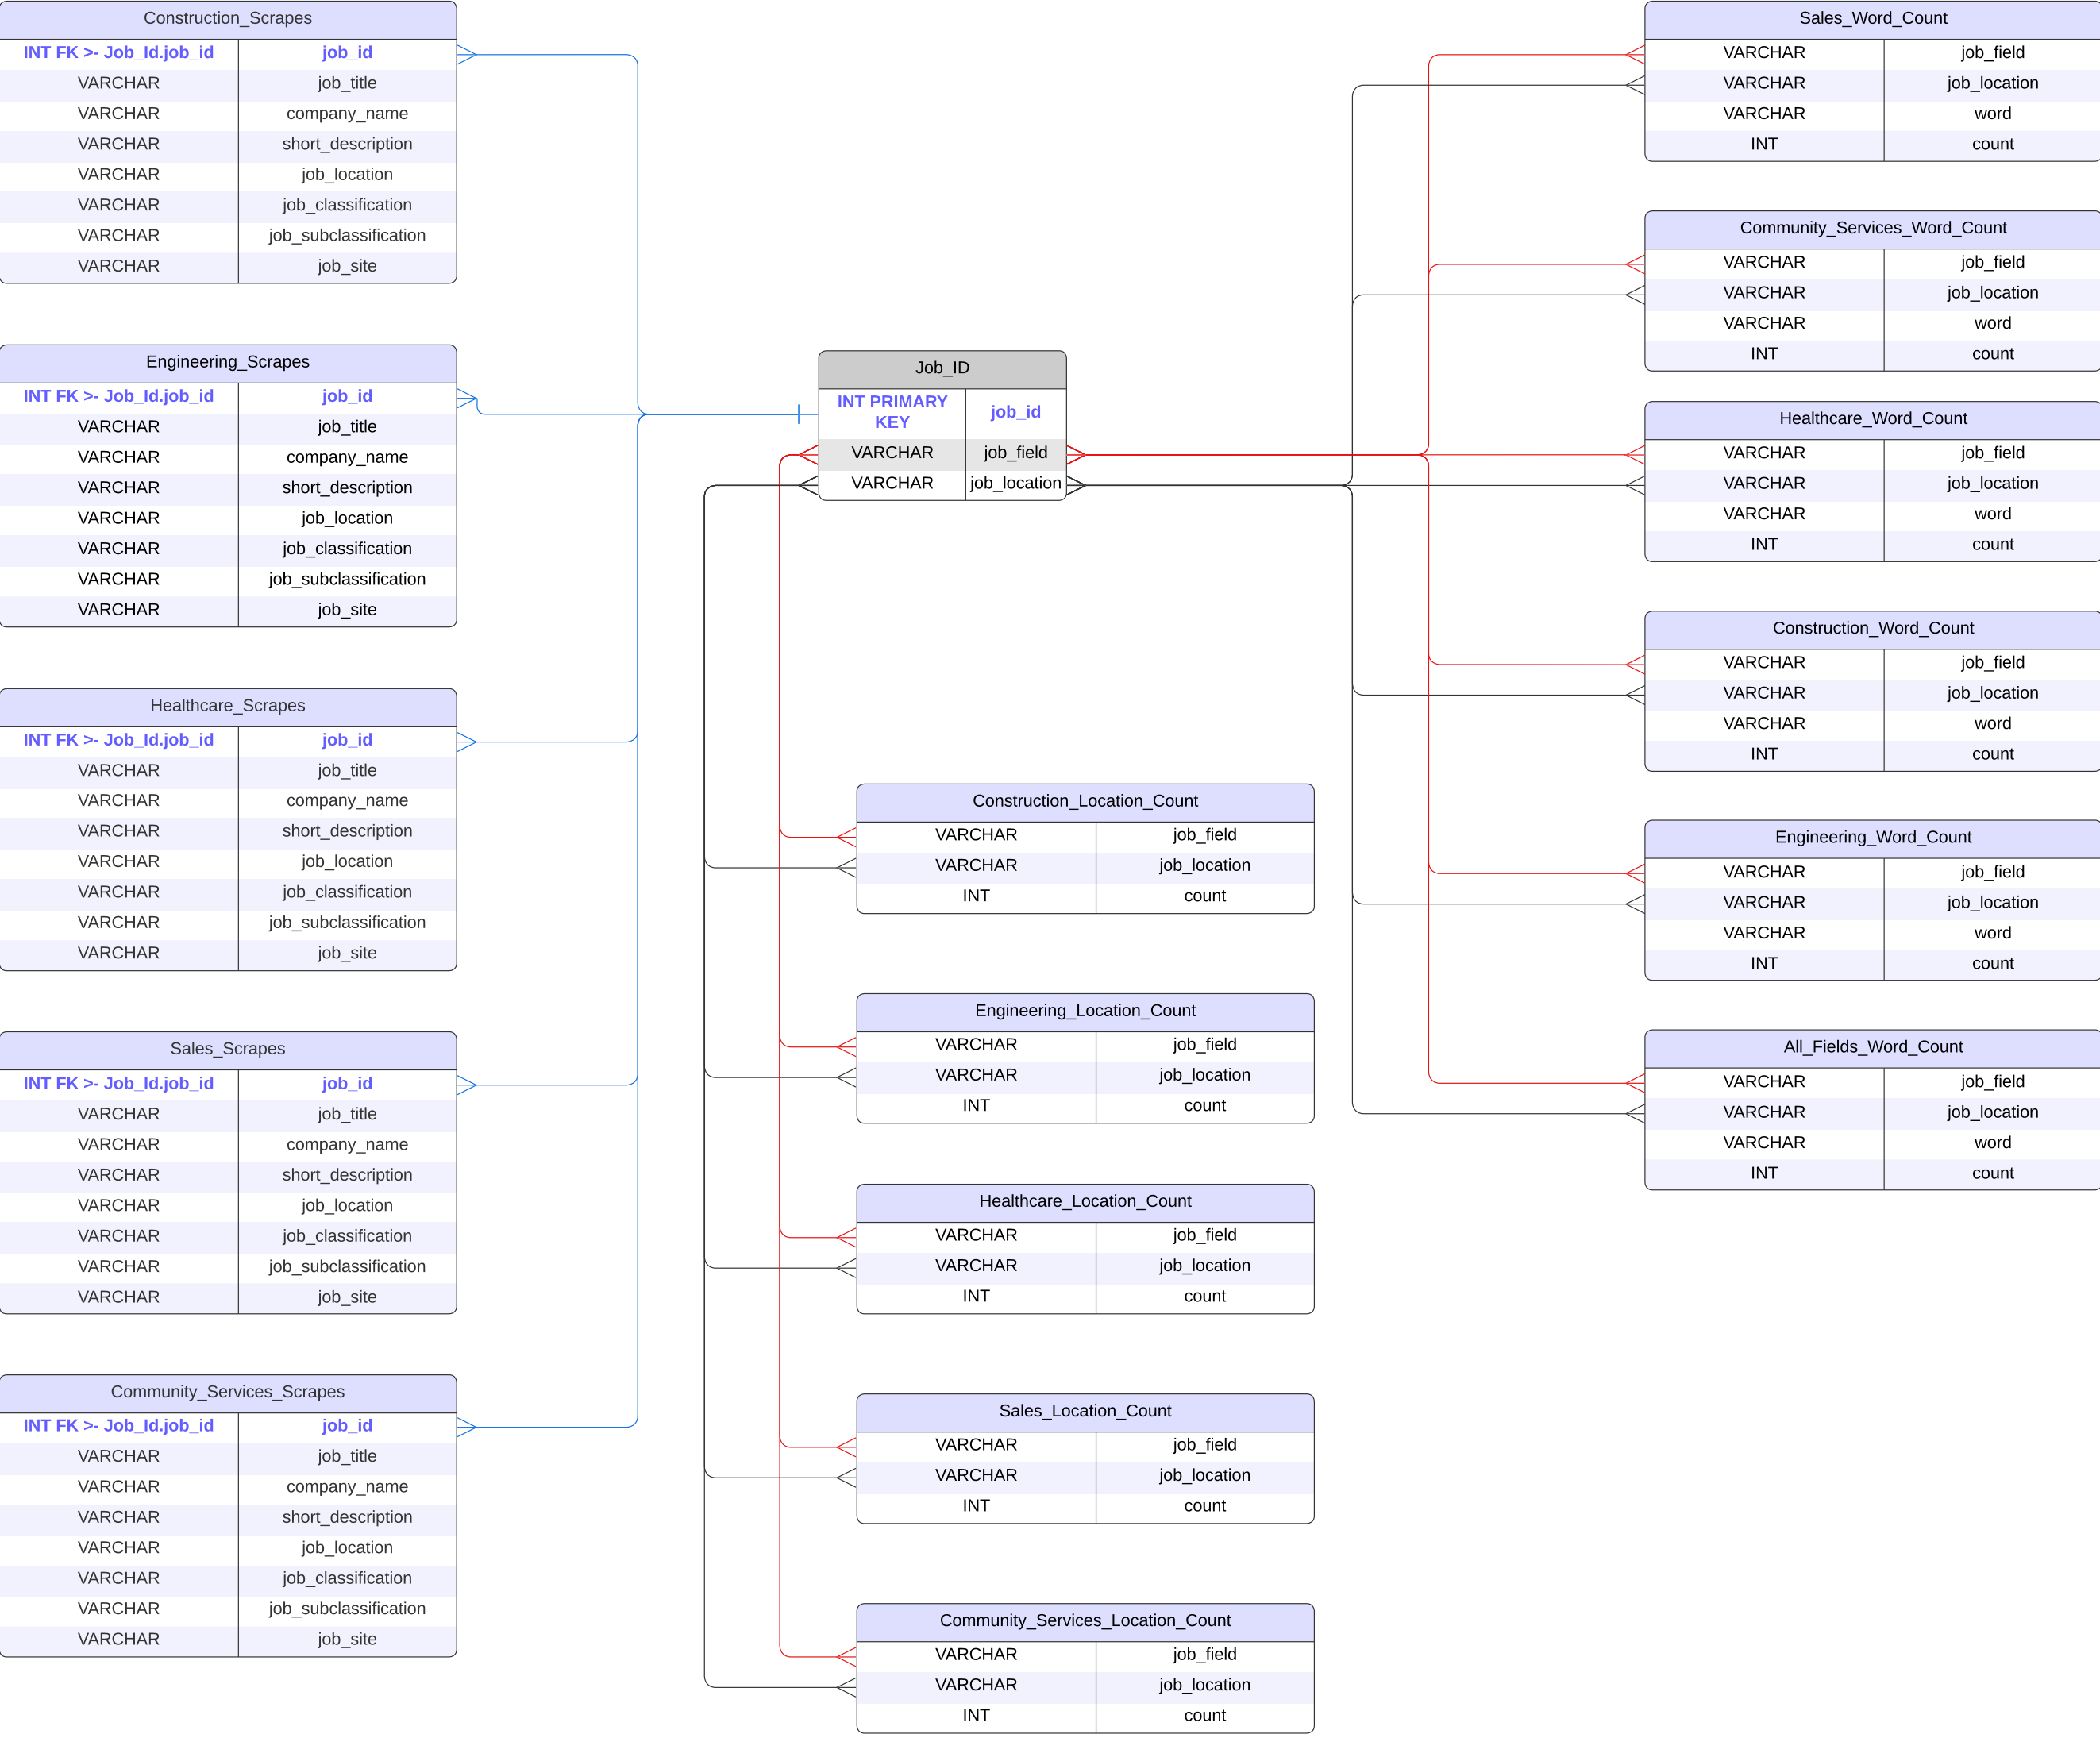 Construction_Scrapes
INT FK >- Job_Id.job_id job_id
VARCHAR job_title
VARCHAR company_name
VARCHAR short_description
VARCHAR job_location
VARCHAR job_classification
VARCHAR job_subclassification
VARCHAR job_site
Engineering_Scrapes
INT FK >- Job_Id.job_id job_id
VARCHAR job_title
VARCHAR company_name
VARCHAR short_description
VARCHAR job_location
VARCHAR job_classification
VARCHAR job_subclassification
VARCHAR job_site
Healthcare_Scrapes
INT FK >- Job_Id.job_id job_id
VARCHAR job_title
VARCHAR company_name
VARCHAR short_description
VARCHAR job_location
VARCHAR job_classification
VARCHAR job_subclassification
VARCHAR job_site
Sales_Scrapes
INT FK >- Job_Id.job_id job_id
VARCHAR job_title
VARCHAR company_name
VARCHAR short_description
VARCHAR job_location
VARCHAR job_classification
VARCHAR job_subclassification
VARCHAR job_site
Community_Services_Scrapes
INT FK >- Job_Id.job_id job_id
VARCHAR job_title
VARCHAR company_name
VARCHAR short_description
VARCHAR job_location
VARCHAR job_classification
VARCHAR job_subclassification
VARCHAR job_site
Job_ID
INT PRIMARY
KEY job_id
VARCHAR job_field
VARCHAR job_location
Construction_Location_Count
VARCHAR job_field
VARCHAR job_location
INT count
Engineering_Location_Count
VARCHAR job_field
VARCHAR job_location
INT count
Healthcare_Location_Count
VARCHAR job_field
VARCHAR job_location
INT count
Sales_Location_Count
VARCHAR job_field
VARCHAR job_location
INT count
Community_Services_Location_Count
VARCHAR job_field
VARCHAR job_location
INT count
Sales_Word_Count
VARCHAR job_field
VARCHAR job_location
VARCHAR word
INT count
Community_Services_Word_Count
VARCHAR job_field
VARCHAR job_location
VARCHAR word
INT count
Healthcare_Word_Count
VARCHAR job_field
VARCHAR job_location
VARCHAR word
INT count
Construction_Word_Count
VARCHAR job_field
VARCHAR job_location
VARCHAR word
INT count
Engineering_Word_Count
VARCHAR job_field
VARCHAR job_location
VARCHAR word
INT count
All_Fields_Word_Count
VARCHAR job_field
VARCHAR job_location
VARCHAR word
INT count